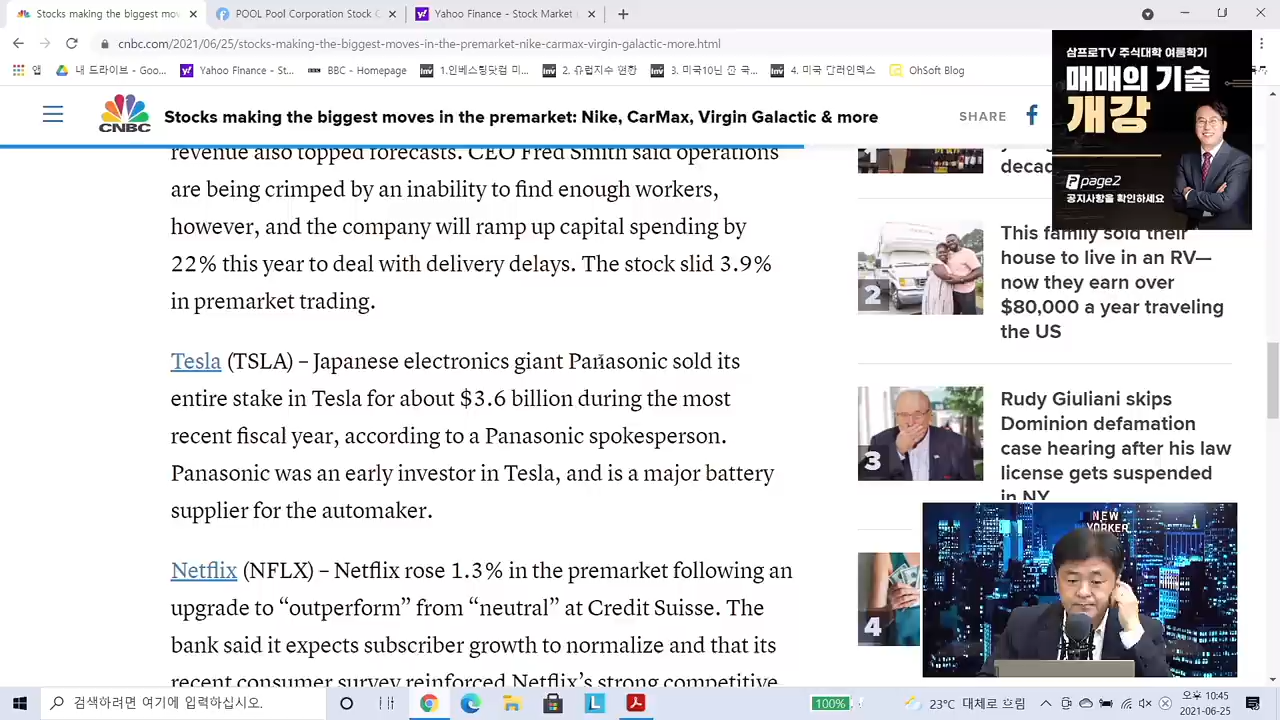 Stocks making the biggest mov
POOL Pool Corporation Stock
Yahoo Finance - Stock Market
cnbc.com/2021/06/25/stocks-making-the-biggest-moves-in-the-premarket-nike-carmax-virgin-galactic-more.html
앱
내 드라이브 - Goo...
Yahoo Finance - St...
BBC - Homepage
1.인베스팅닷컴 미...
2. 유럽지수 현황
3. 미국10년 준 국...
4. 미국 달러인덱스
OhSoft Blog
CNBC
Stocks making the biggest moves in the premarket: Nike, CarMax, Virgin Galactic & more
SHARE
삼프로TV 주식대학 여름학기
매매의 기술
개강
page2
공지사항을 확인하세요
revenue also topped forecasts. CEO Fred Smith said operations
are being crimped by an inability to find enough workers,
however, and the company will ramp up capital spending by
22% this year to deal with delivery delays. The stock slid 3.9%
in premarket trading.
Tesla (TSLA) – Japanese electronics giant Panasonic sold its
entire stake in Tesla for about $3.6 billion during the most
recent fiscal year, according to a Panasonic spokesperson.
Panasonic was an early investor in Tesla, and is a major battery
supplier for the automaker.
Netflix (NFLX) – Netflix rose 1.3% in the premarket following an
upgrade to “outperform” from “neutral” at Credit Suisse. The
bank said it expects subscriber growth to normalize and that its
recent consumer survey reinforced Netflix’s strong competitive
1
decad
2
This family sold their
house to live in an RV—
now they earn over
$80,000 a year traveling
the US
3
Rudy Giuliani skips
Dominion defamation
case hearing after his law
license gets suspended
in NY
4
NEW
YORKER
검색하려면 여기에 입력하십시오.
100%
23°C 대체로 흐림
오후 10:45
2021-06-25